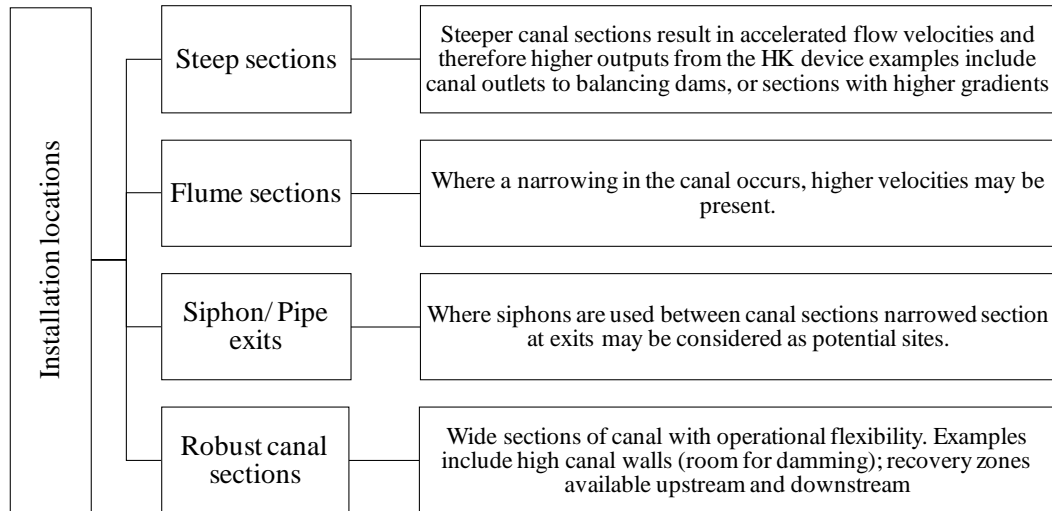 Installation locations
Steep sections
Steeper canal sections result in accelerated flow velocities and
therefore higher outputs from the HK device examples include
canal outlets to balancing dams, or sections with higher gradients
Flume sections
Where a narrowing in the canal occurs, higher velocities may be
present.
Siphon/ Pipe
exits
Where siphons are used between canal sections narrowed section
at exits may be considered as potential sites.
Robust canal
sections
Wide sections of canal with operational flexibility. Examples
include high canal walls (room for damming); recovery zones
available upstream and downstream